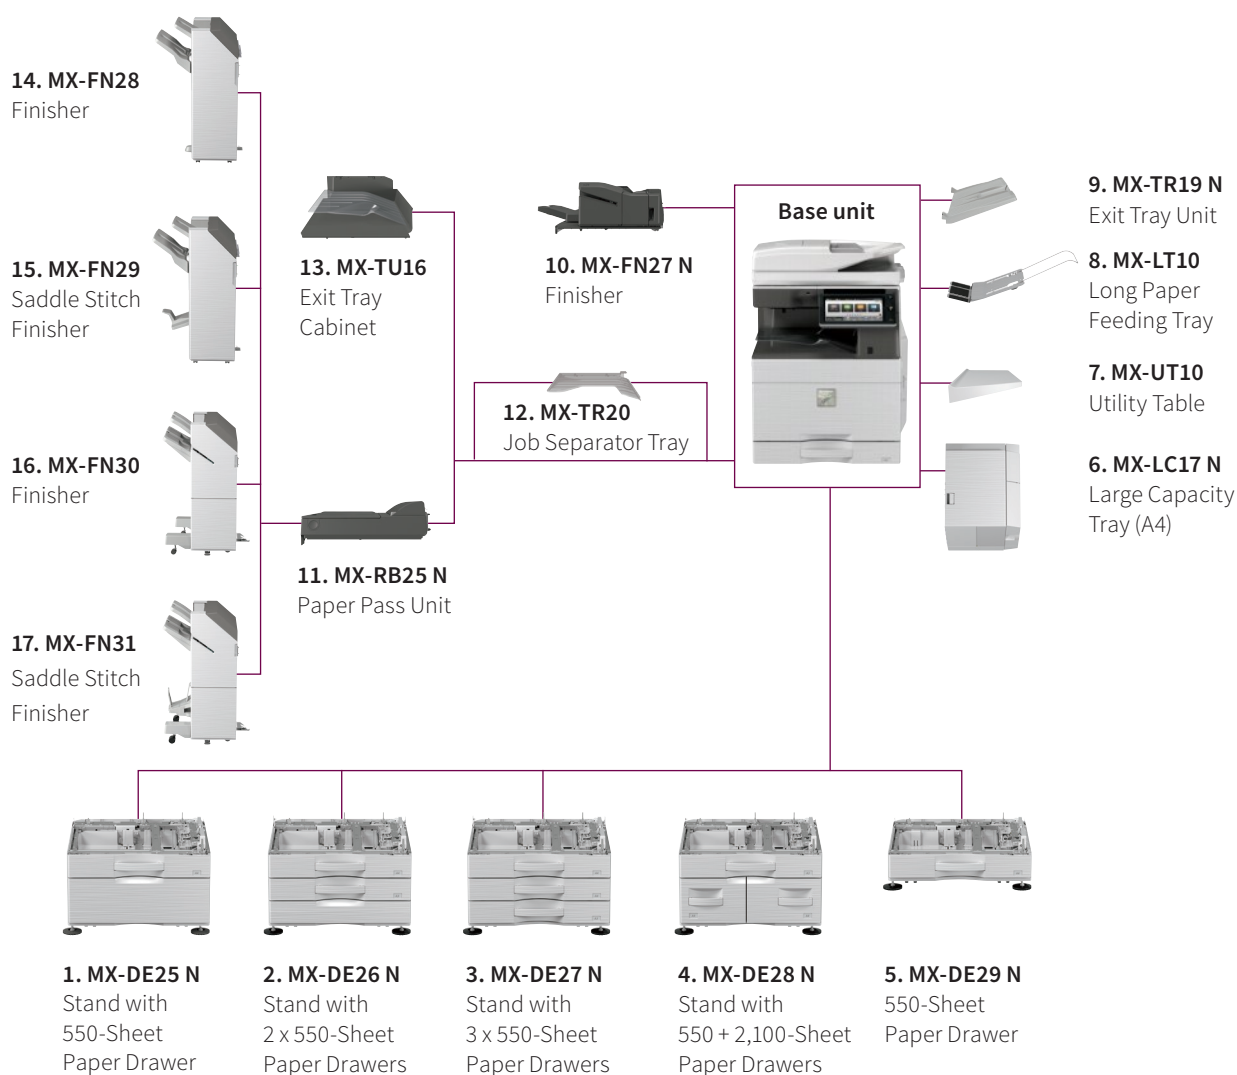 14. MX-FN28
Finisher
15. MX-FN29
Saddle Stitch
Finisher
16. MX-FN30
Finisher
17. MX-FN31
Saddle Stitch
Finisher
13. MX-TU16
Exit Tray
Cabinet
11. MX-RB25 N
Paper Pass Unit
10. MX-FN27 N
Finisher
12. MX-TR20
Job Separator Tray
Base unit
9. MX-TR19 N
Exit Tray Unit
8. MX-LT10
Long Paper
Feeding Tray
7. MX-UT10
Utility Table
6. MX-LC17 N
Large Capacity
Tray (A4)
1. MX-DE25 N
Stand with
550-Sheet
Paper Drawer
2. MX-DE26 N
Stand with
2 x 550-Sheet
Paper Drawers
3. MX-DE27 N
Stand with
3 x 550-Sheet
Paper Drawers
4. MX-DE28 N
Stand with
550 + 2,100-Sheet
Paper Drawers
5. MX-DE29 N
550-Sheet
Paper Drawer